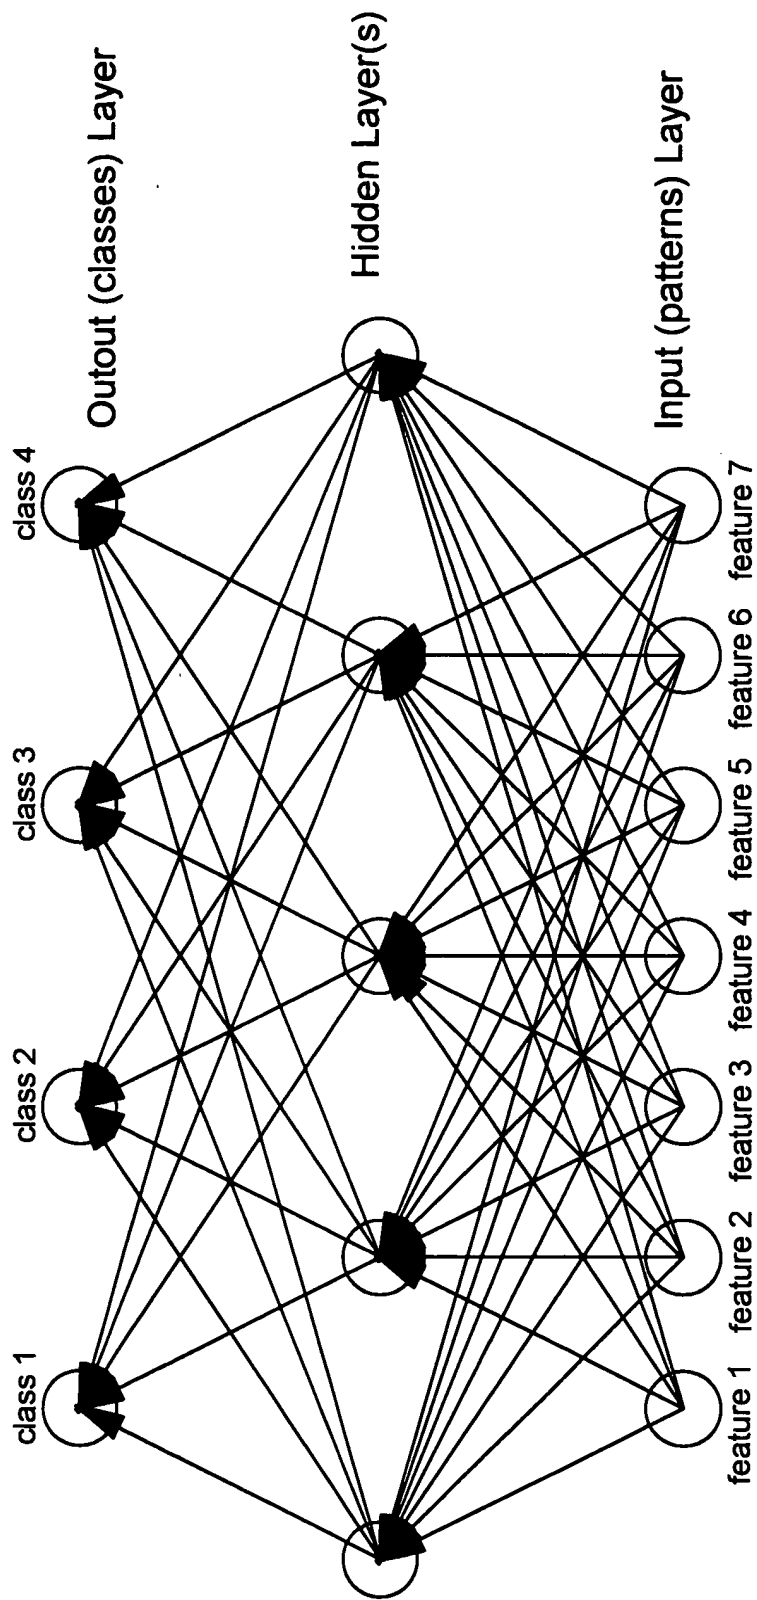 class 1
class 2
class 3
class 4
Outout (classes) Layer
Hidden Layer(s)
Input (patterns) Layer
feature 1
feature 2
feature 3
feature 4
feature 5
feature 6
feature 7